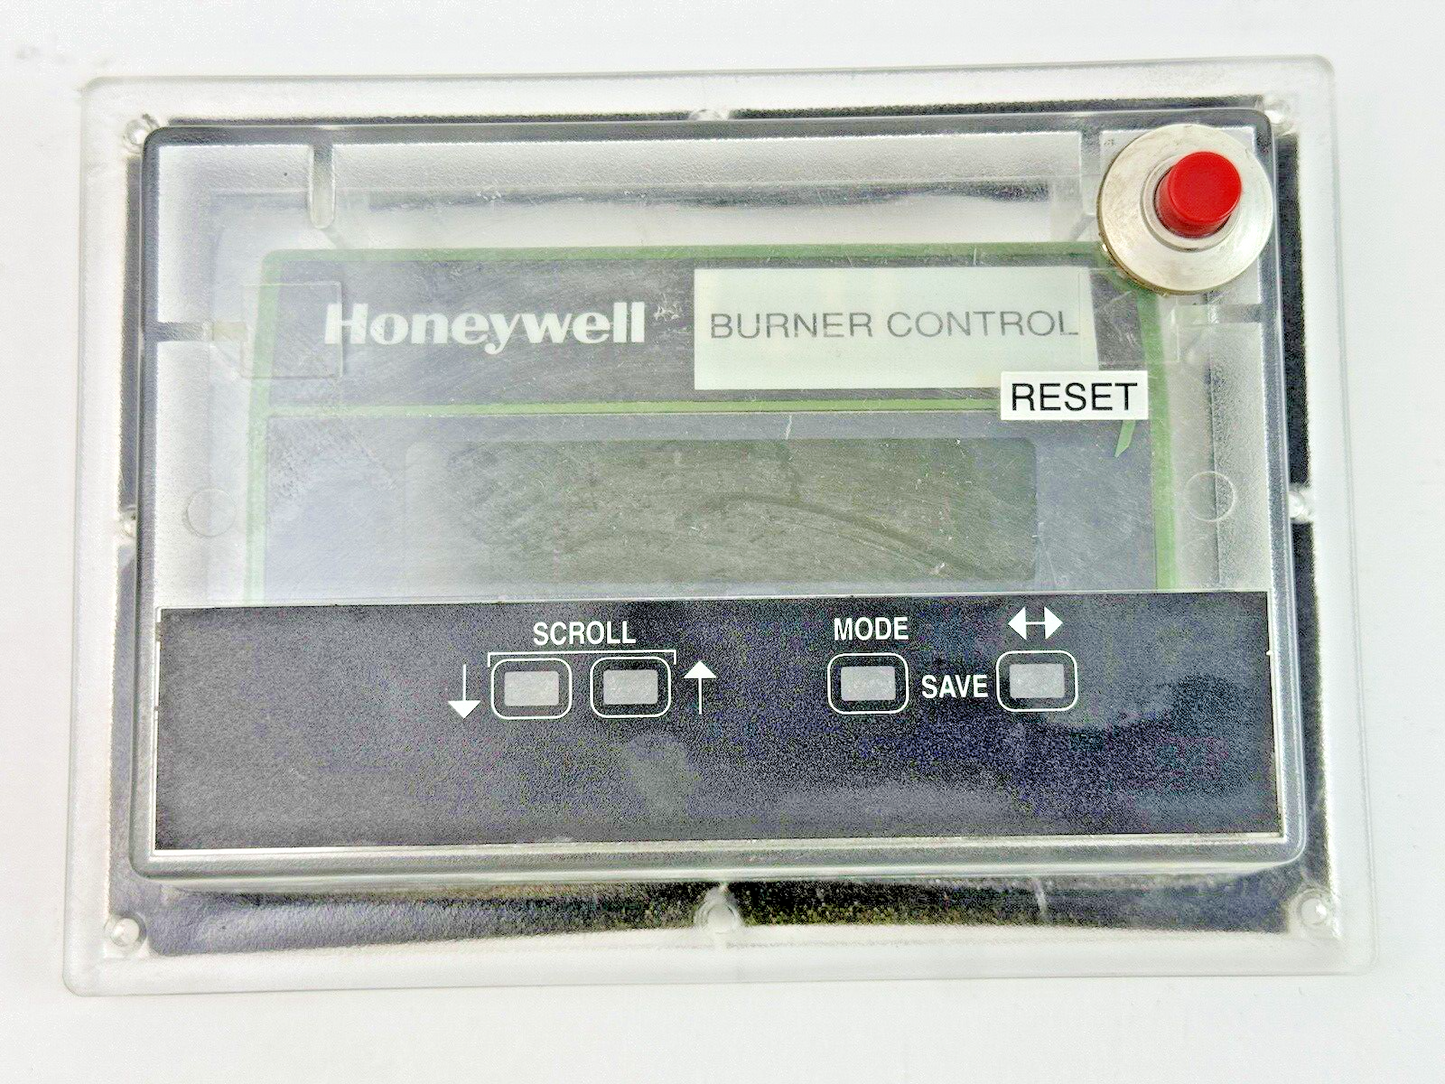 Honeywell
BURNER CONTROL
RESET
SCROLL
MODE
SAVE